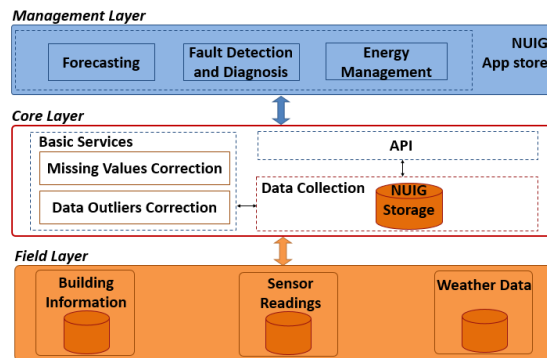 Management Layer
NUIG
App store
Forecasting
Fault Detection
and Diagnosis
Energy
Management
Core Layer
Basic Services
Missing Values Correction
Data Outliers Correction
API
Data Collection
NUIG
Storage
Field Layer
Building
Information
Sensor
Readings
Weather Data